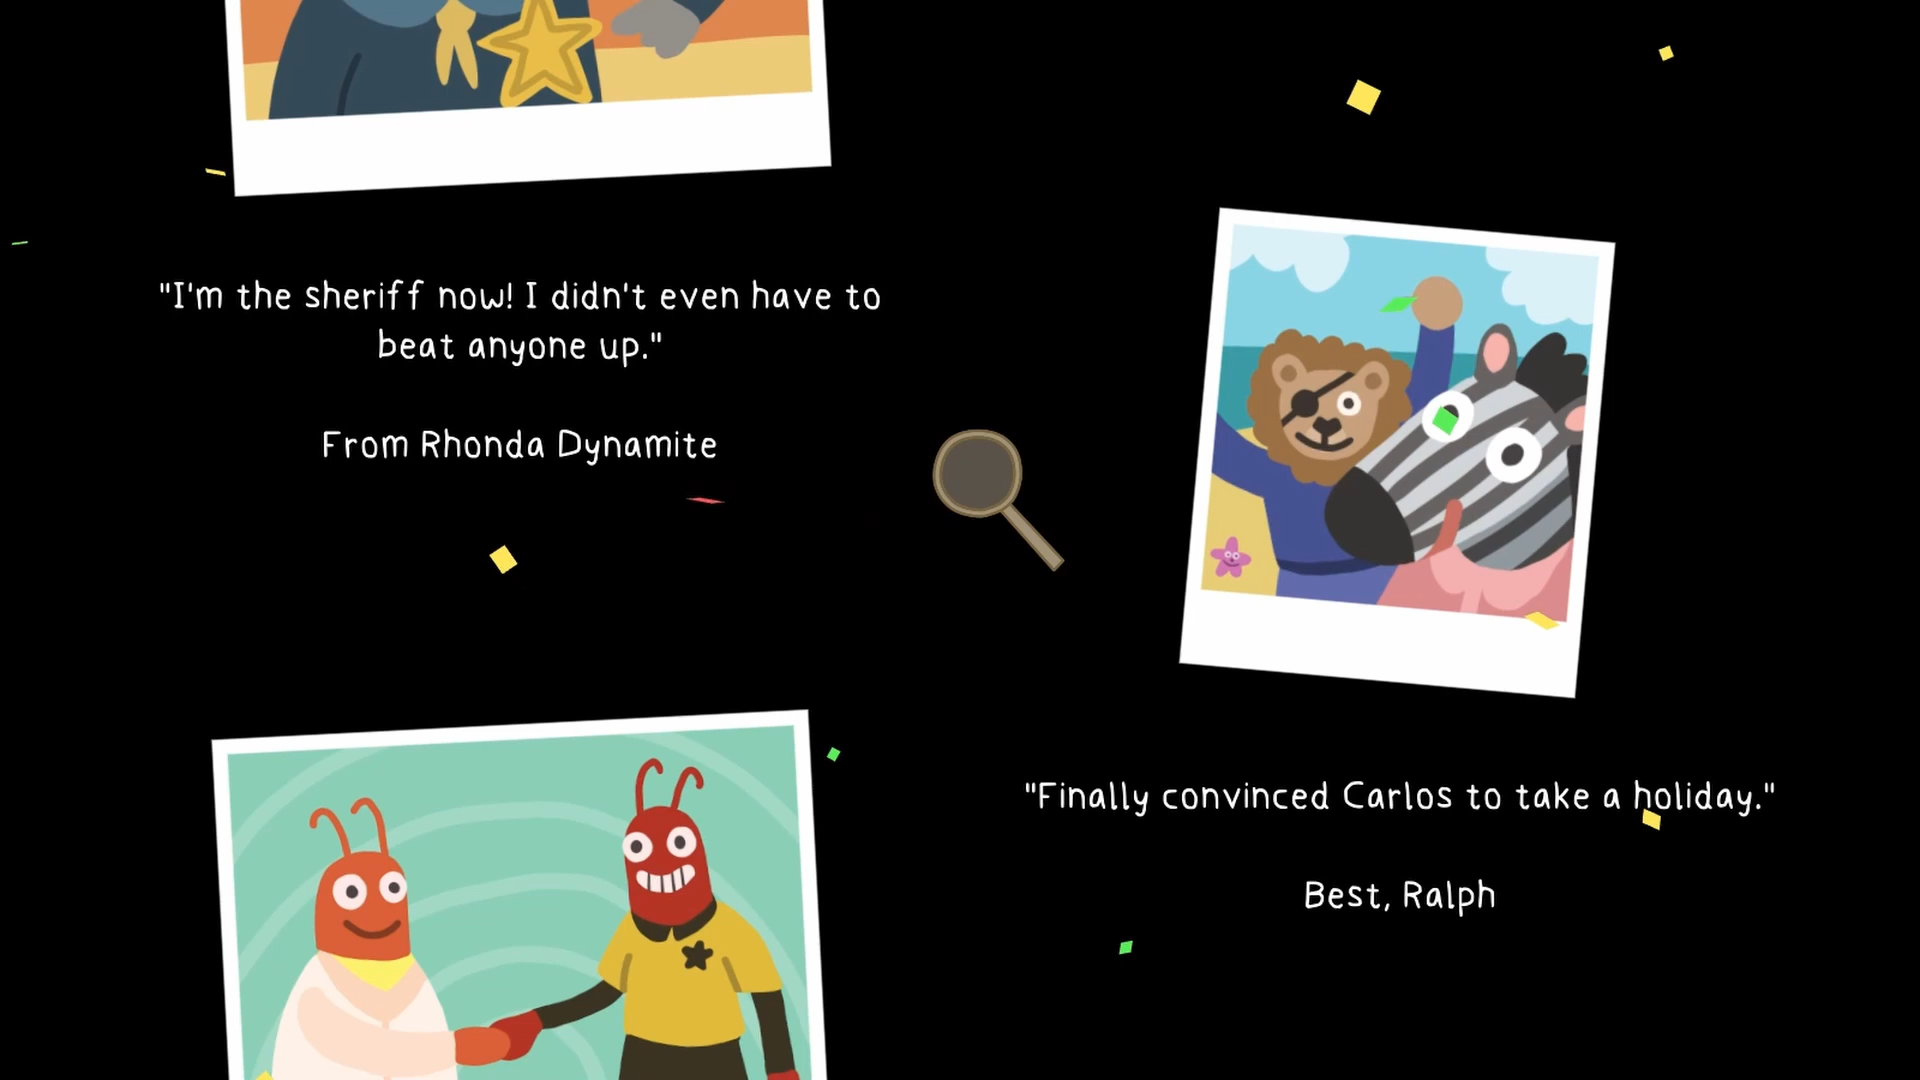 "I'm the sheriff now! I didn't even have to
beat anyone up."
From Rhonda Dynamite
"Finally convinced Carlos to take a holiday."
Best, Ralph